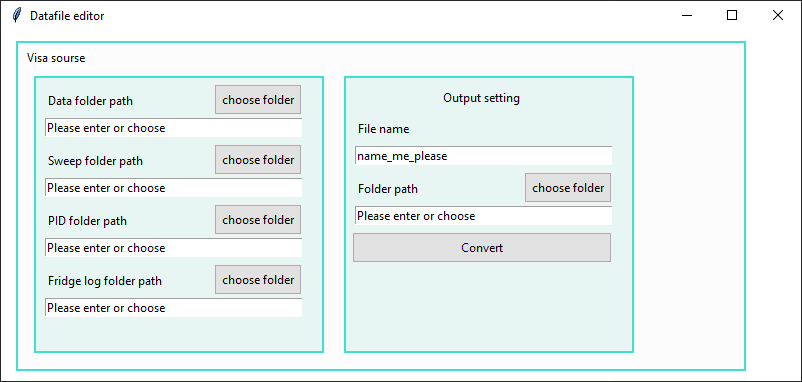 Datafile editor
Visa sourse
Data folder path
choose folder
Please enter or choose
Sweep folder path
choose folder
Please enter or choose
PID folder path
choose folder
Please enter or choose
Fridge log folder path
choose folder
Please enter or choose
Output setting
File name
name_me_please
Folder path
choose folder
Please enter or choose
Convert